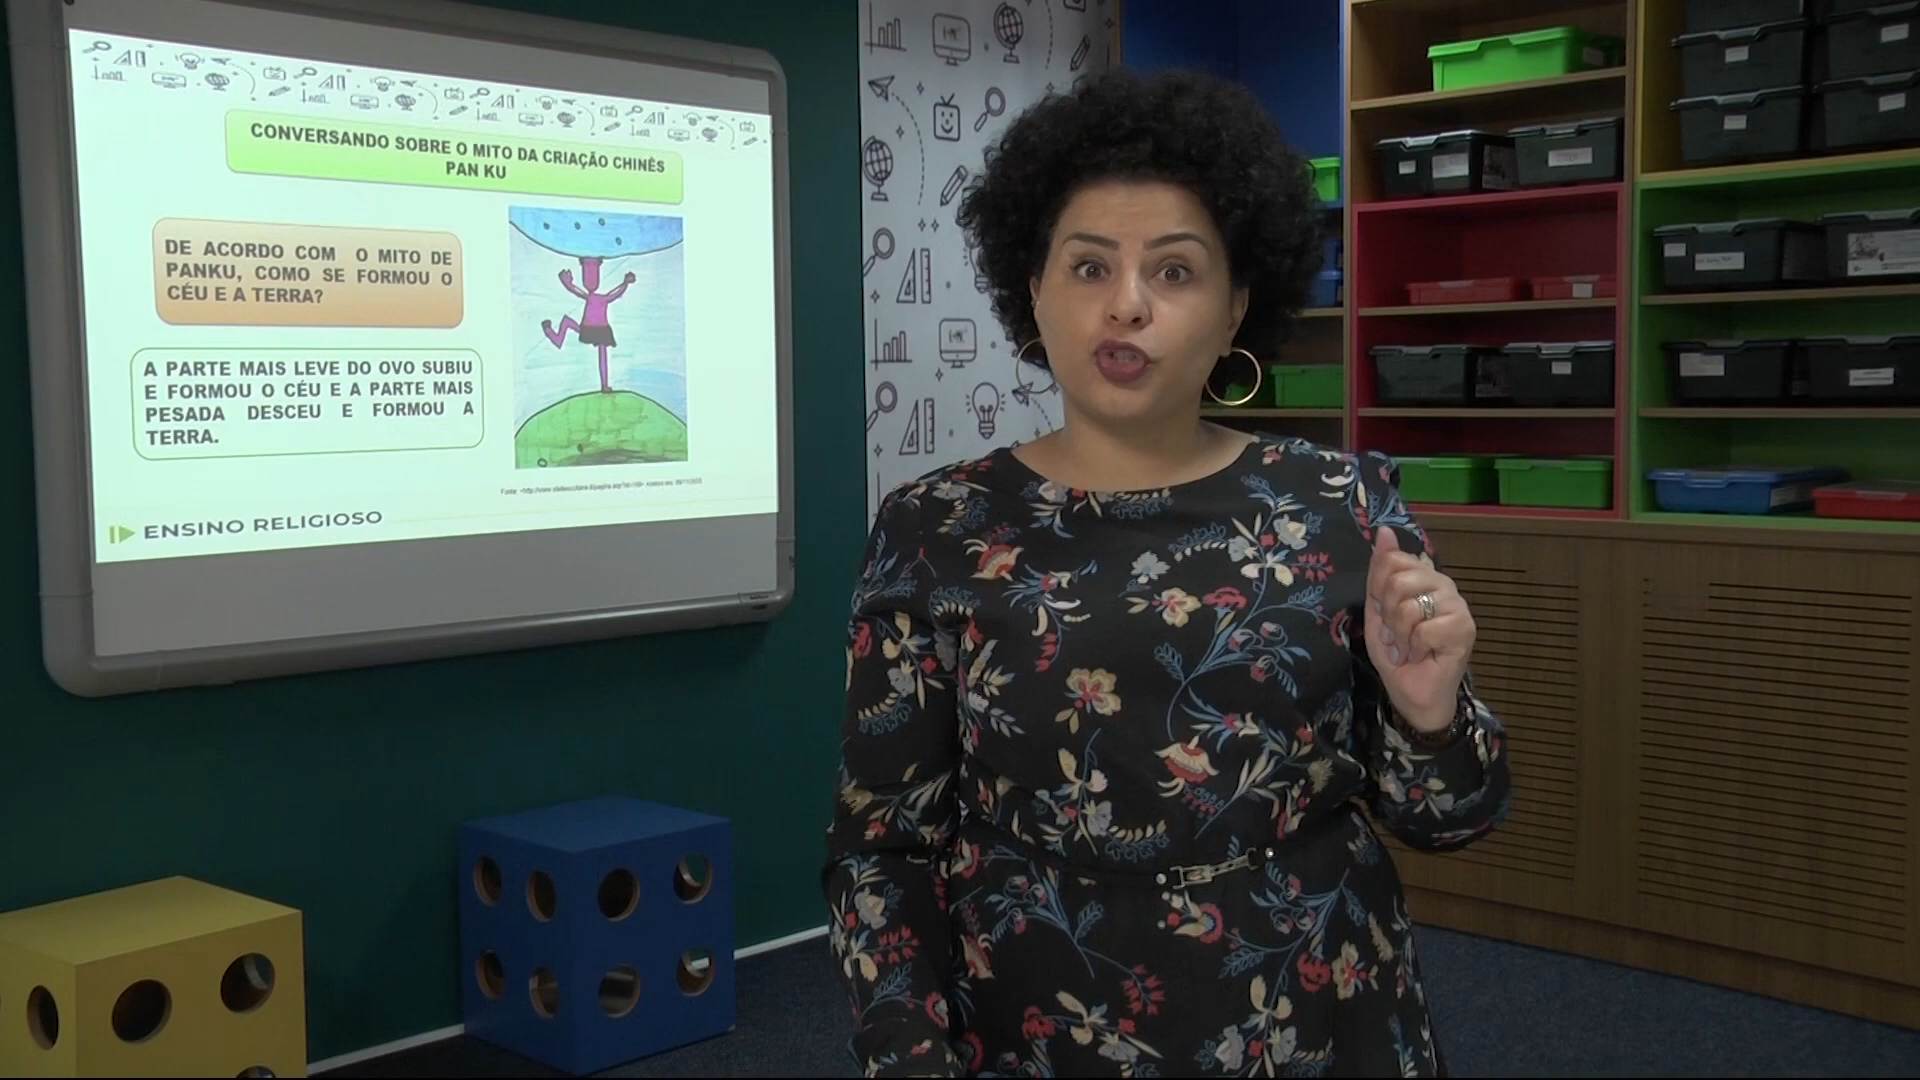 CONVERSANDO SOBRE O MITO DA CRIAÇÃO CHINÊS
PAN KU
DE ACORDO COM O MITO DE
PANKU, COMO SE FORMOU O
CÉU E A TERRA?
A PARTE MAIS LEVE DO OVO SUBIU
E FORMOU O CÉU E A PARTE MAIS
PESADA DESCEU E FORMOU A
TERRA.
ENSINO RELIGIOSO